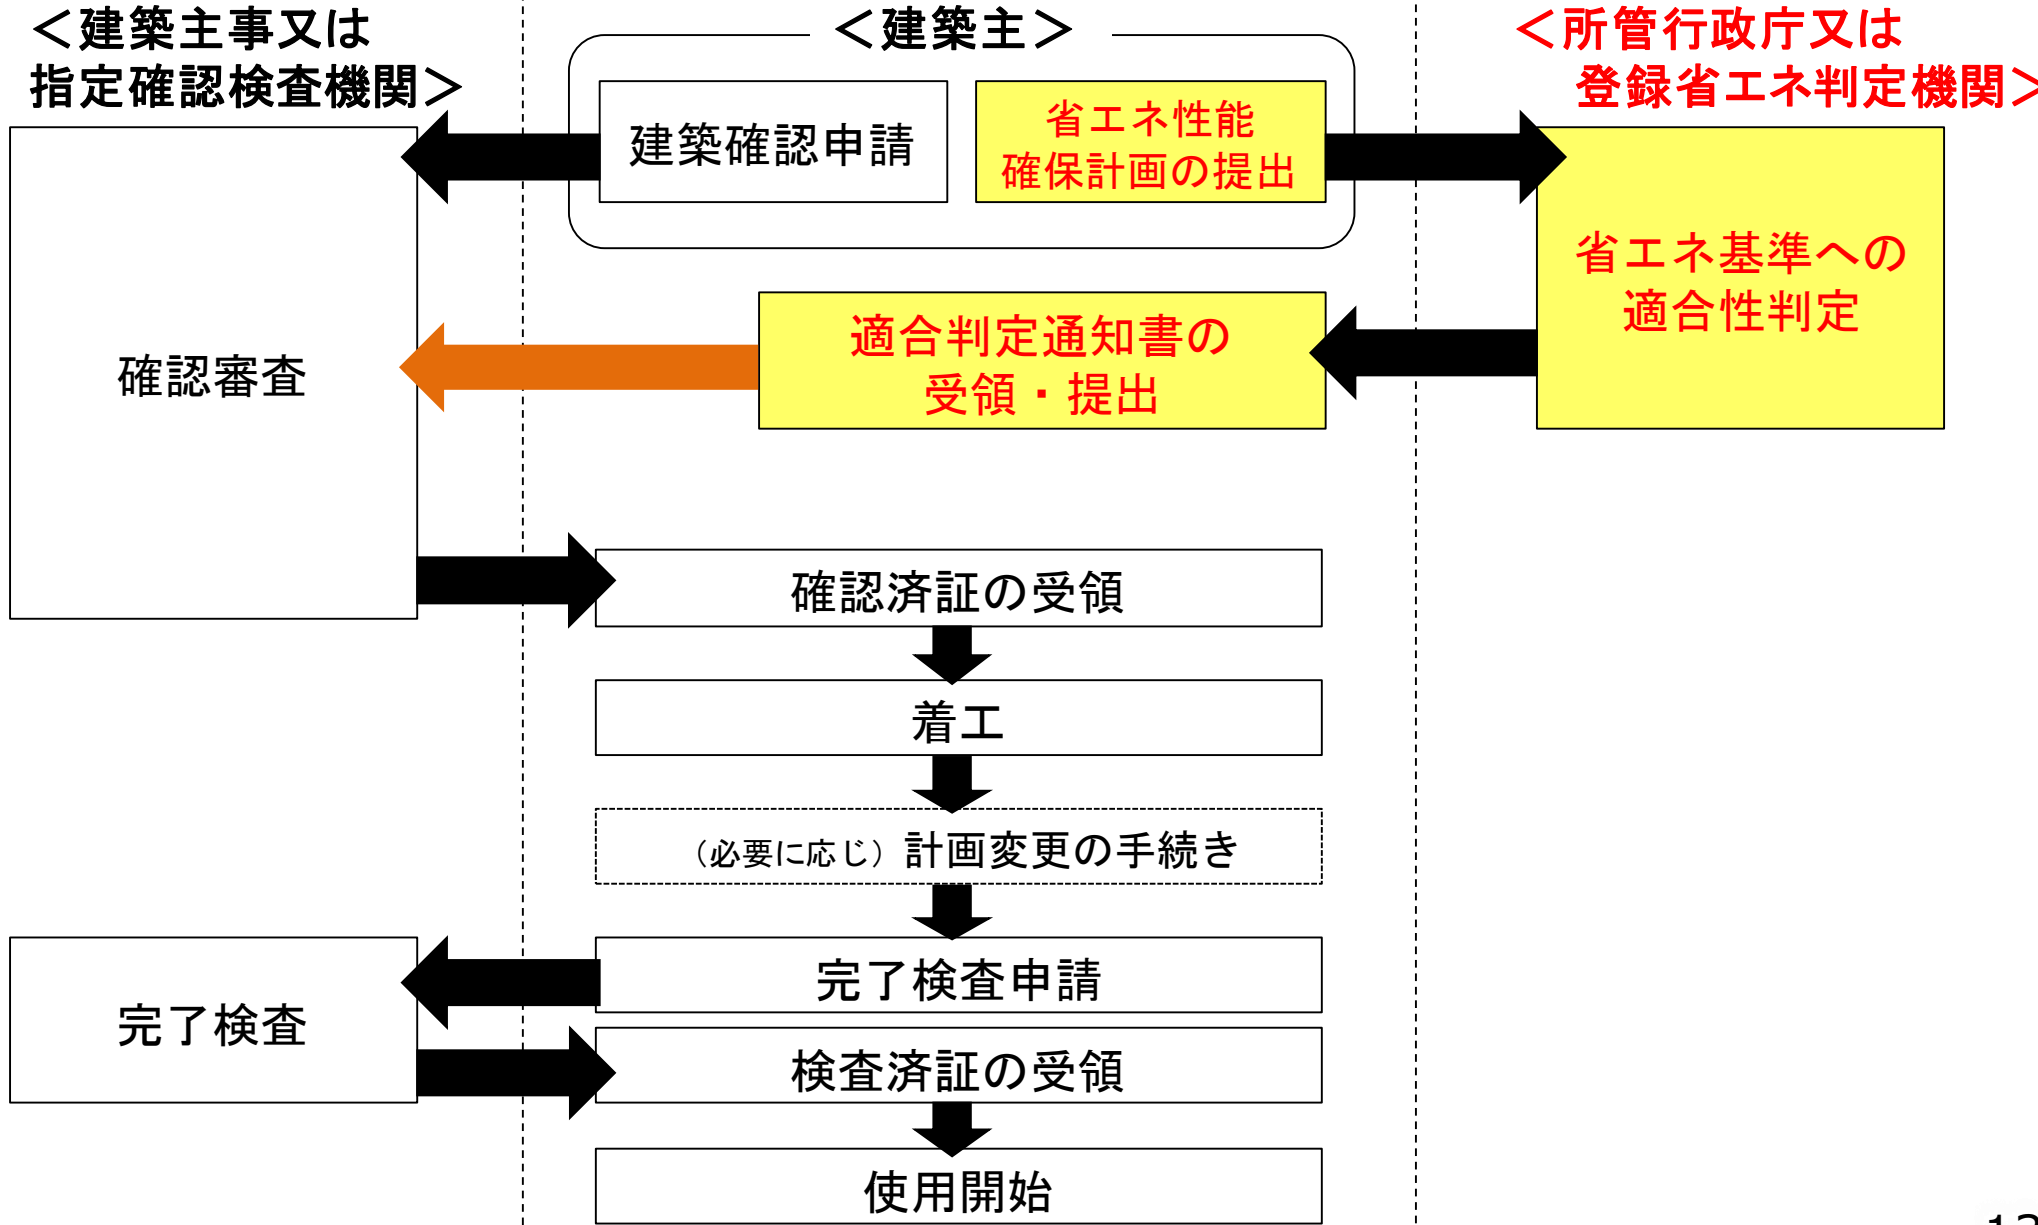 ＜建築主事又は
指定確認検査機関＞
＜建築主＞
＜所管行政庁又は
登録省エネ判定機関＞
建築確認申請
省エネ性能
確保計画の提出
省エネ基準への
適合性判定
適合判定通知書の
受領・提出
確認審査
確認済証の受領
着工
（必要に応じ）計画変更の手続き
完了検査申請
完了検査
検査済証の受領
使用開始